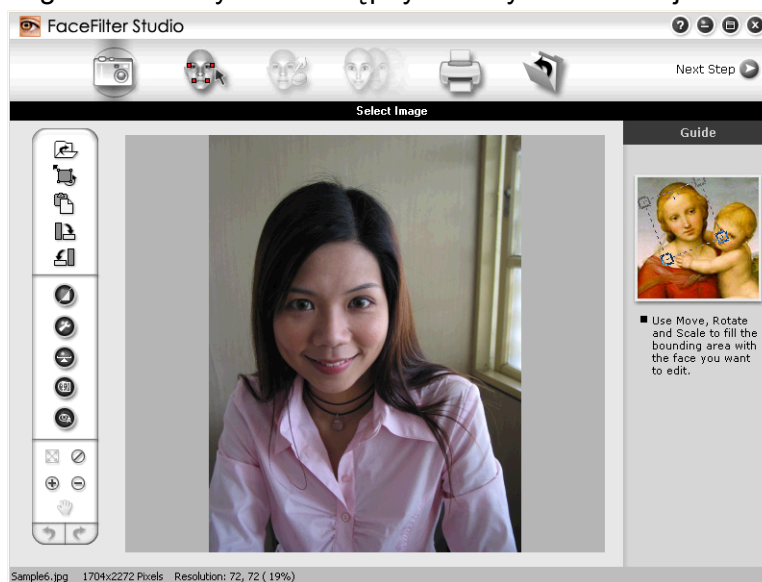 FaceFilter Studio
Next Step
Select Image
Guide
Use Move, Rotate
and Scale to fill the
bounding area with
the face you want
to edit.
Sample6.jpg 1704x2272 Pixels Resolution: 72, 72 ( 19%)